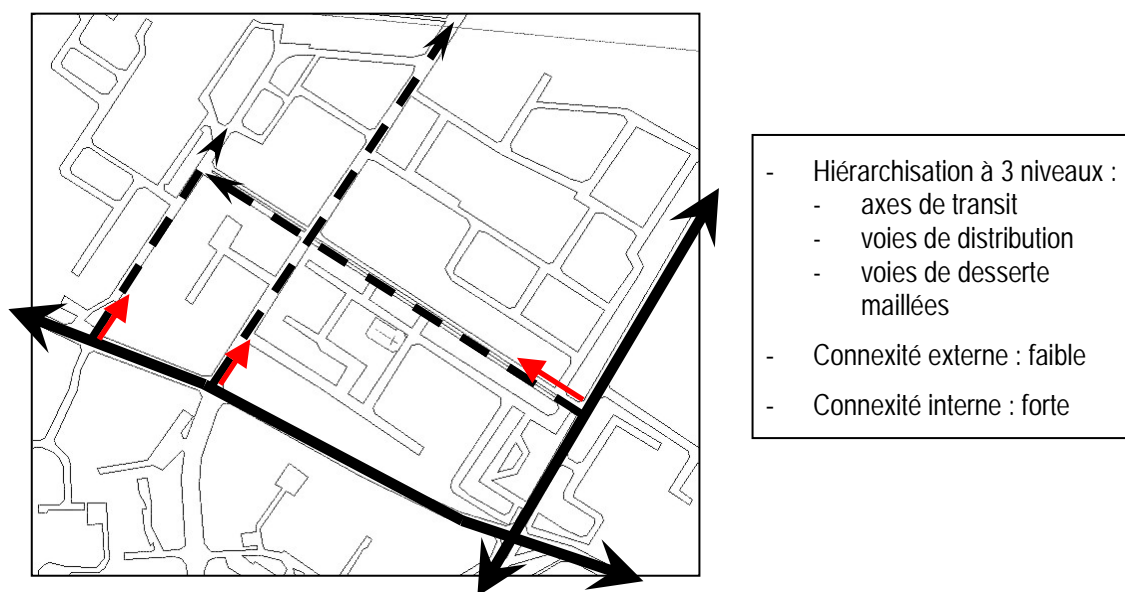 - Hiérarchisation à 3 niveaux :
- axes de transit
- voies de distribution
- voies de desserte
maillées
- Connexité externe : faible
- Connexité interne : forte